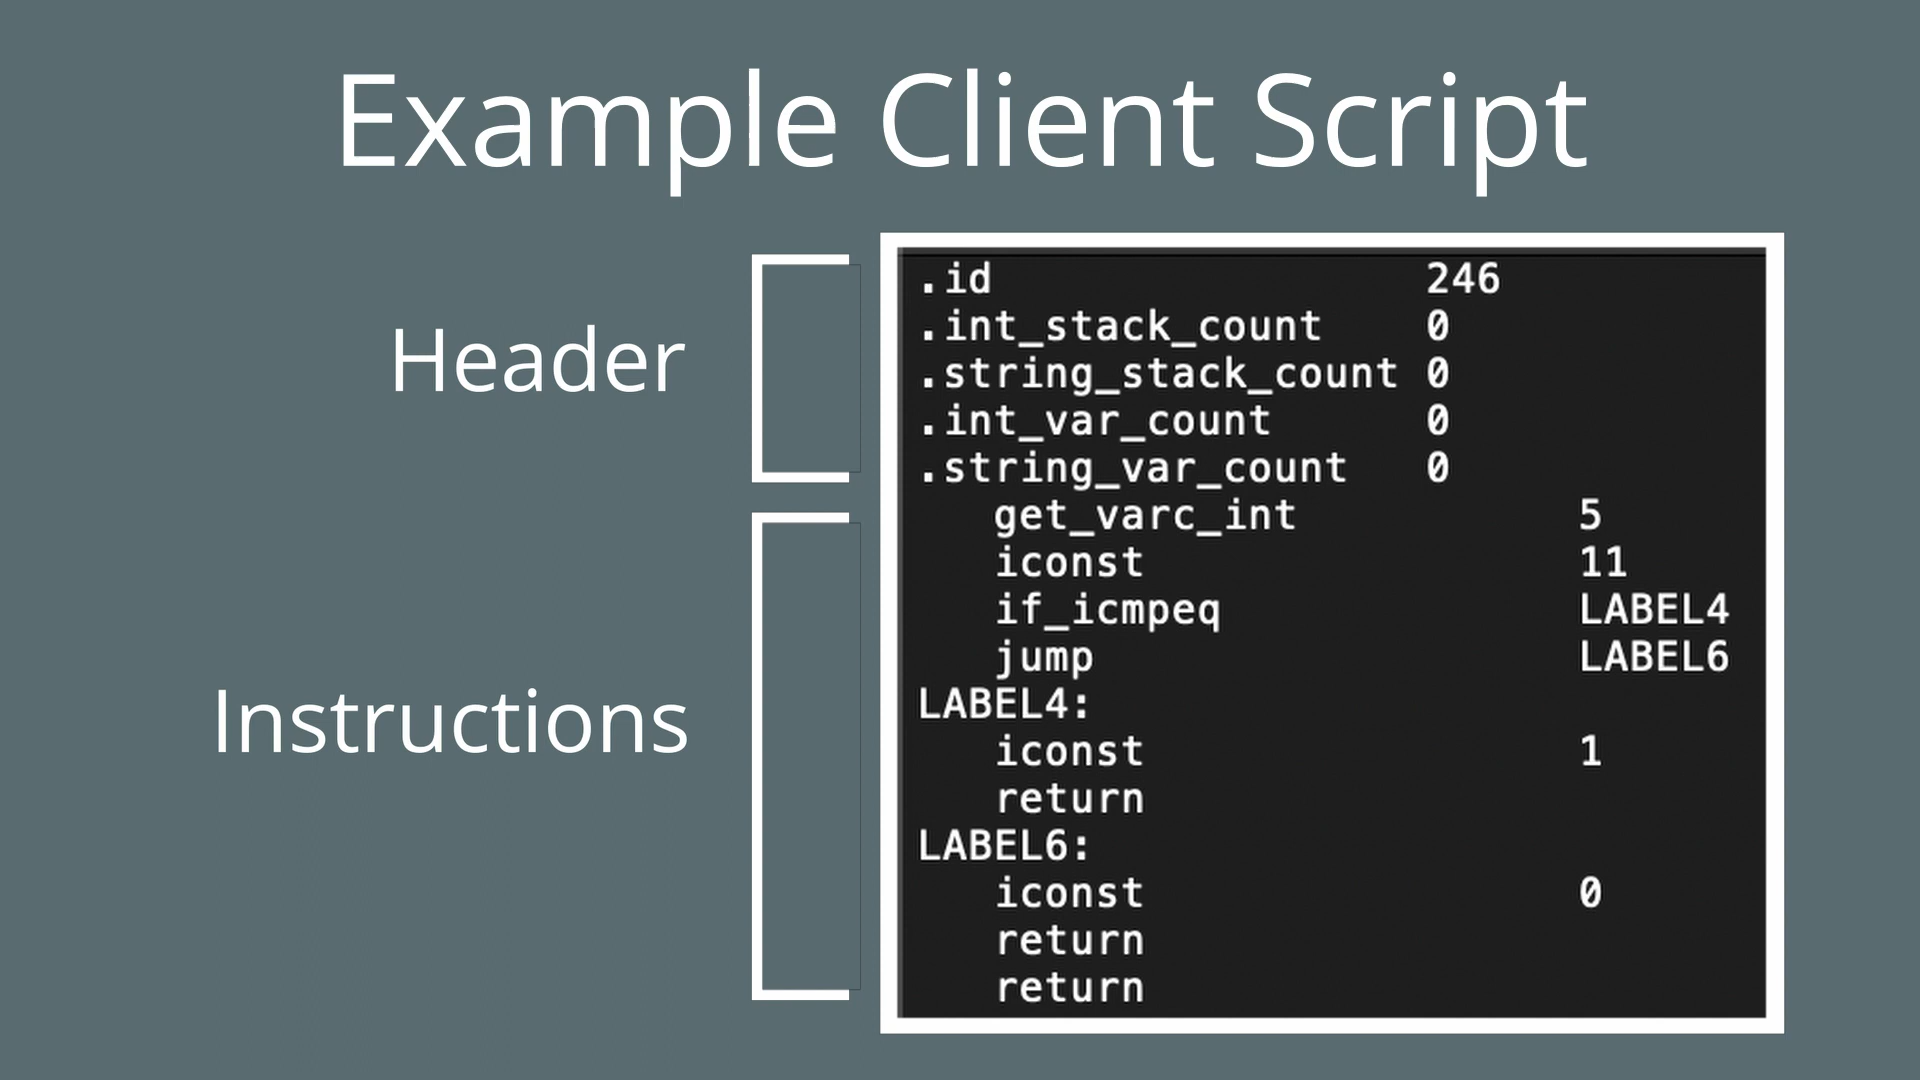 Example Client Script
Header
Instructions
.id 246
.int_stack_count 0
.string_stack_count 0
.int_var_count 0
.string_var_count 0
get_varc_int 5
iconst 11
if_icmpeq LABEL4
jump LABEL6
LABEL4:
iconst 1
return
LABEL6:
iconst 0
return
return